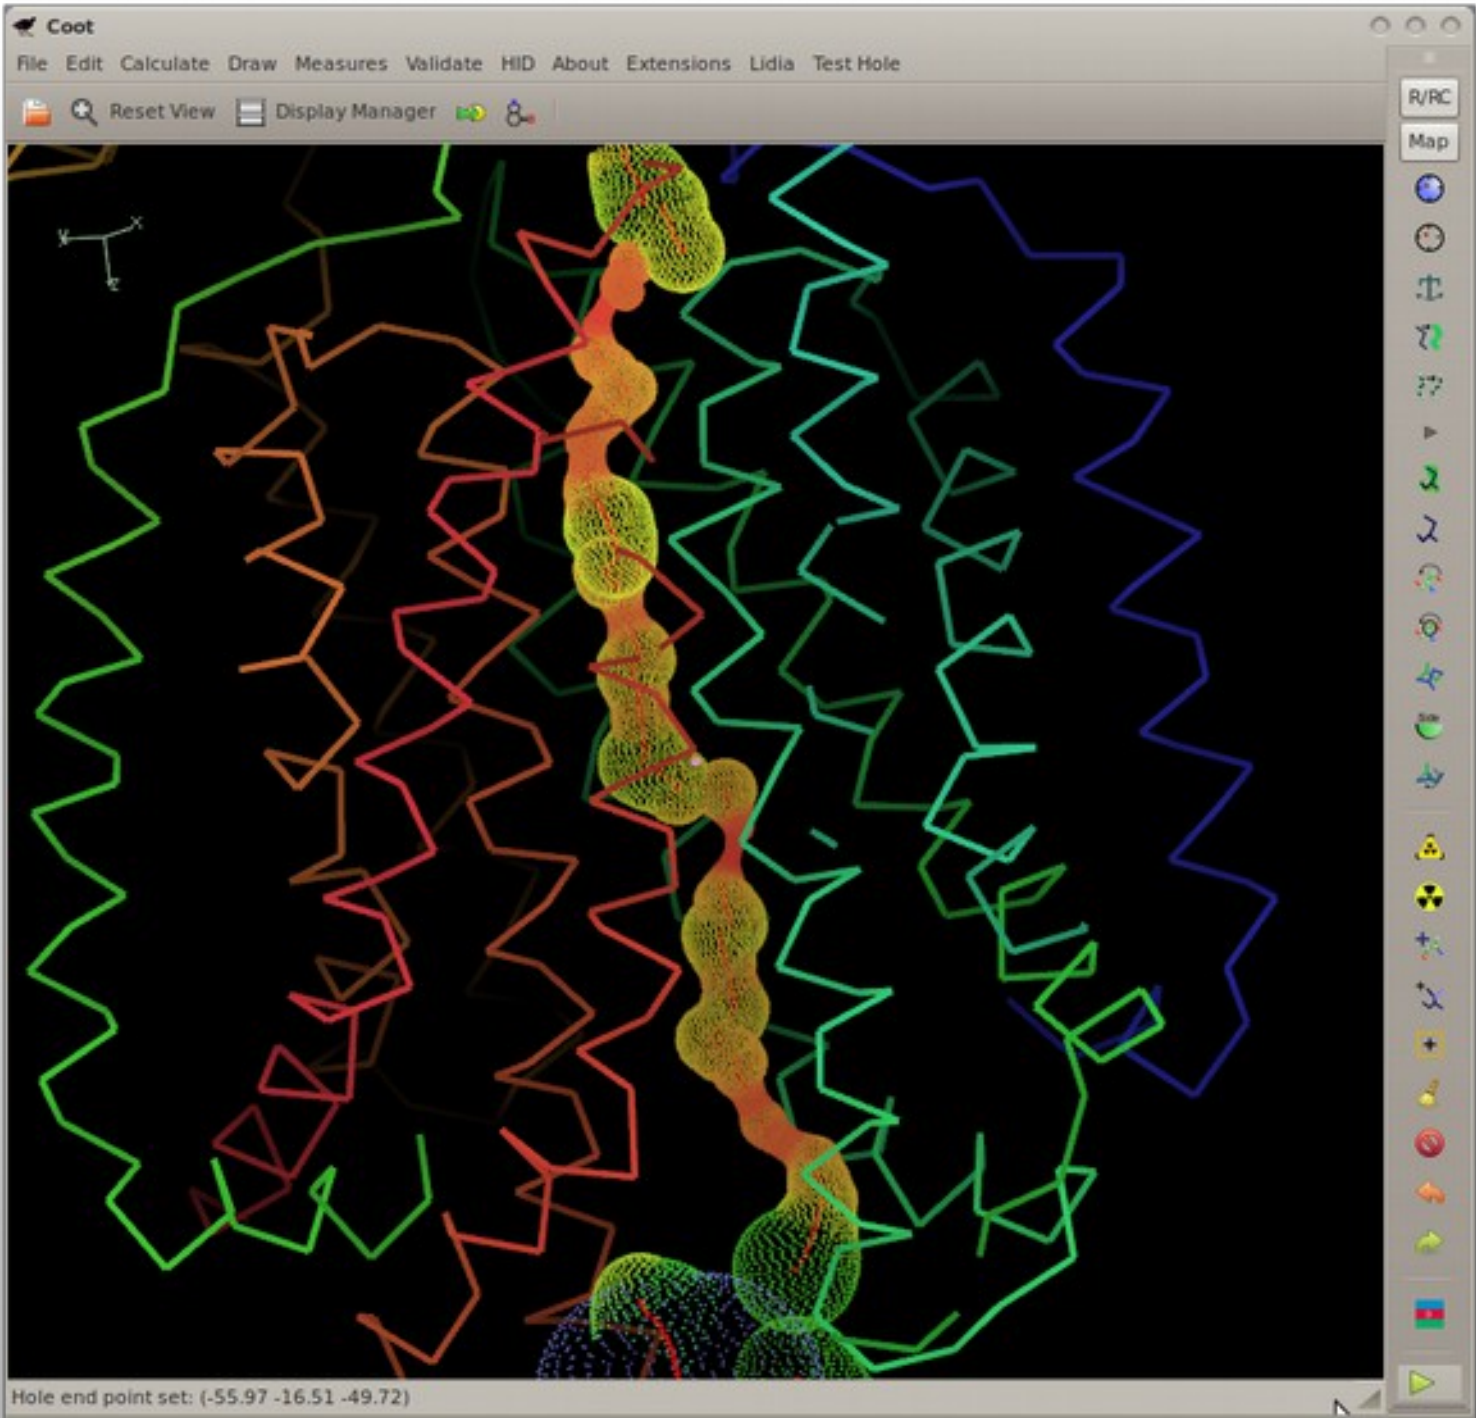 Coot
File Edit Calculate Draw Measures Validate HID About Extensions Lidia Test Hole
Reset View Display Manager
R/RC
Map
x
y
z
Side
Hole end point set: (-55.97 -16.51 -49.72)